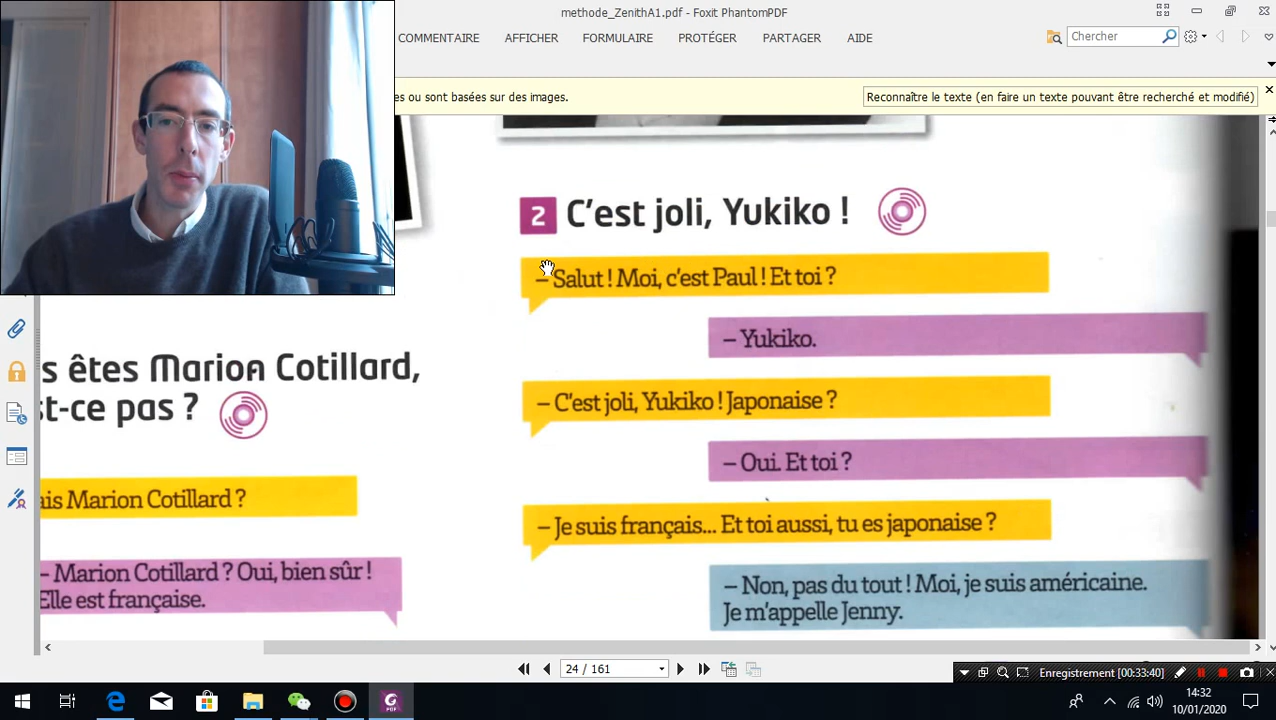 methode_ZenithA1.pdf - Foxit PhantomPDF
COMMENTAIRE AFFICHER FORMULAIRE PROTÉGER PARTAGER AIDE
Chercher
es ou sont basées sur des images.
Reconnaître le texte (en faire un texte pouvant être recherché et modifié)
2 C'est joli, Yukiko !
– Salut ! Moi, c'est Paul ! Et toi ?
– Yukiko.
– C'est joli, Yukiko ! Japonaise ?
– Oui. Et toi ?
– Je suis français... Et toi aussi, tu es japonaise ?
– Non, pas du tout ! Moi, je suis américaine.
Je m'appelle Jenny.
s êtes Marion Cotillard,
st-ce pas ?
ais Marion Cotillard ?
– Marion Cotillard ? Oui, bien sûr !
Elle est française.
24 / 161
Enregistrement [00:33:40]
14:32
10/01/2020